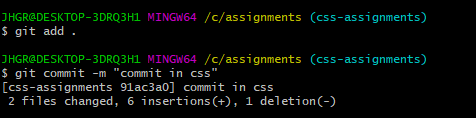 JHGR@DESKTOP-3DRQ3H1 MINGW64 /c/assignments (css-assignments)
$ git add .
JHGR@DESKTOP-3DRQ3H1 MINGW64 /c/assignments (css-assignments)
$ git commit -m "commit in css"
[css-assignments 91ac3a0] commit in css
2 files changed, 6 insertions(+), 1 deletion(-)